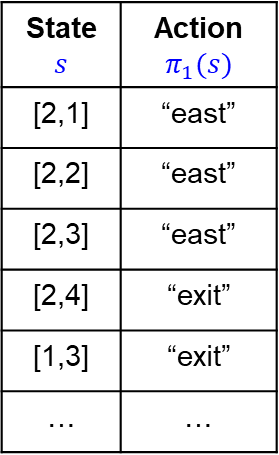 State Action
s π₁(s)
[2,1] “east”
[2,2] “east”
[2,3] “east”
[2,4] “exit”
[1,3] “exit”
… …